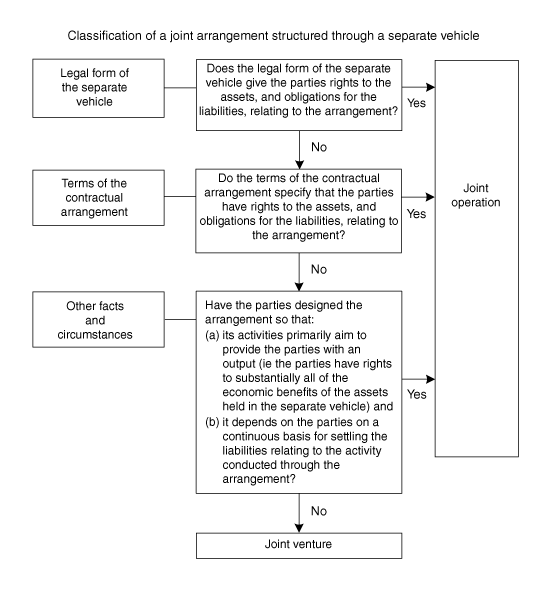 Classification of a joint arrangement structured through a separate vehicle
Legal form of
the separate
vehicle
Does the legal form of the separate
vehicle give the parties rights to the
assets, and obligations for the
liabilities, relating to the arrangement?
Yes
No
Joint
operation
Terms of the
contractual
arrangement
Do the terms of the contractual
arrangement specify that the parties
have rights to the assets, and
obligations for the liabilities, relating to
the arrangement?
Yes
No
Other facts
and
circumstances
Have the parties designed the
arrangement so that:
(a) its activities primarily aim to
provide the parties with an
output (ie the parties have rights
to substantially all of the
economic benefits of the assets
held in the separate vehicle) and
(b) it depends on the parties on a
continuous basis for settling the
liabilities relating to the activity
conducted through the
arrangement?
Yes
No
Joint venture